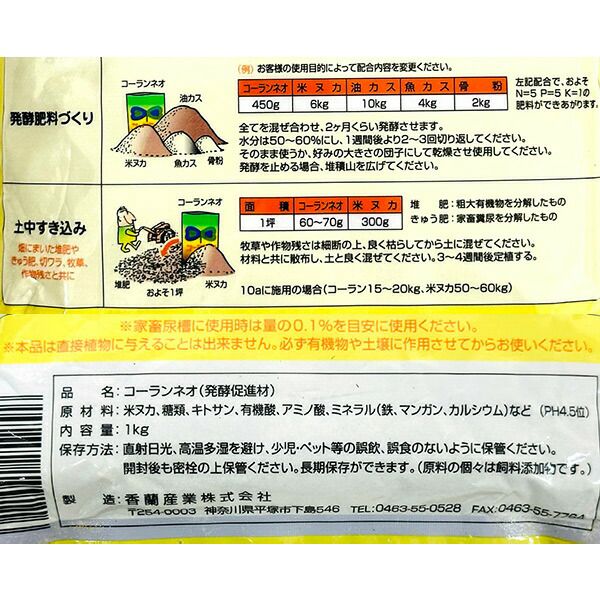 (例) お客様の使用目的によって配合内容を変更ください。
発酵肥料づくり
コーランネオ
油カス
米ヌカ
魚カス
骨粉
コーランネオ 米ヌカ 油カス 魚カス 骨粉
450g 6kg 10kg 4kg 2kg
左記配合で、およそ
N=5 P=5 K=1の
肥料ができあがります。
全てを混ぜ合わせ、2ヶ月くらい発酵させます。
水分は50〜60%にし、1週間後より2〜3回切り返してください。
そのまま使うか、好みの大きさの団子にして乾燥させ使用してください。
発酵を止める場合、堆積山を広げてください。
土中すき込み
畑にまいた堆肥や
きゅう肥、切ワラ、牧草、
作物残さと共に
コーランネオ
堆肥
およそ1坪
米ヌカ
面積 コーランネオ 米ヌカ
1坪 60〜70g 300g
堆肥:粗大有機物を分解したもの
きゅう肥:家畜糞尿を分解したもの
牧草や作物残さは細断の上、良く枯らしてから土に混ぜてください。
材料と共に散布し、土と良く混ぜてください。3〜4週間後定植する。
10aに施用の場合(コーラン15〜20kg、米ヌカ50〜60kg)
※家畜尿槽に使用時は量の0.1%を目安に使用ください。
※本品は直接植物に与えることは出来ません。必ず有機物や土壌に作用させてからお使いください。
品名:コーランネオ(発酵促進材)
原材料:米ヌカ、糖類、キトサン、有機酸、アミノ酸、ミネラル(鉄、マンガン、カルシウム)など (PH4.5位)
内容量:1kg
保存方法:直射日光、高温多湿を避け、少児・ペット等の誤飲、誤食のないように保管ください。
開封後も密栓の上保管ください。長期保存ができます。(原料の個々は飼料添加物です。)
製造:香蘭産業株式会社
〒254-0003 神奈川県平塚市下島546 TEL.0463-55-0528 FAX.0463-55-7764